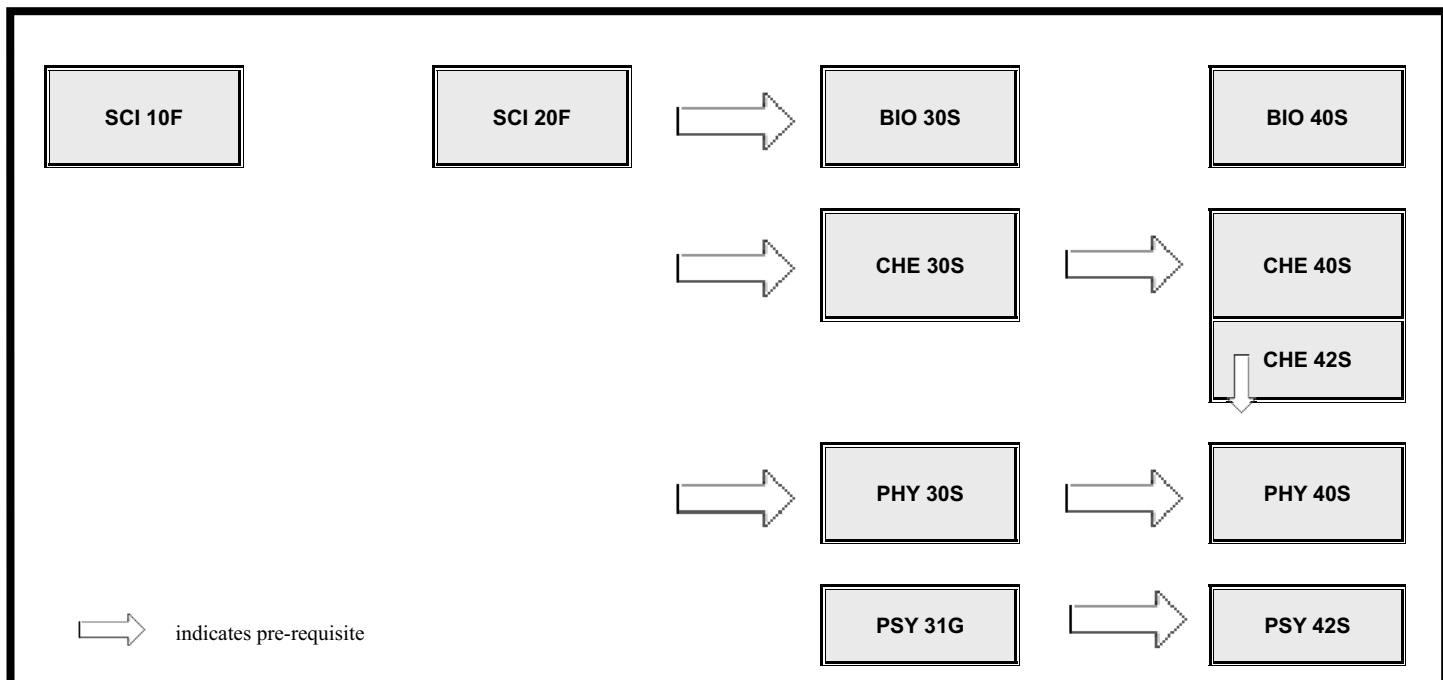 SCI 10F
SCI 20F
BIO 30S
BIO 40S
CHE 30S
CHE 40S
CHE 42S
PHY 30S
PHY 40S
PSY 31G
PSY 42S
indicates pre-requisite